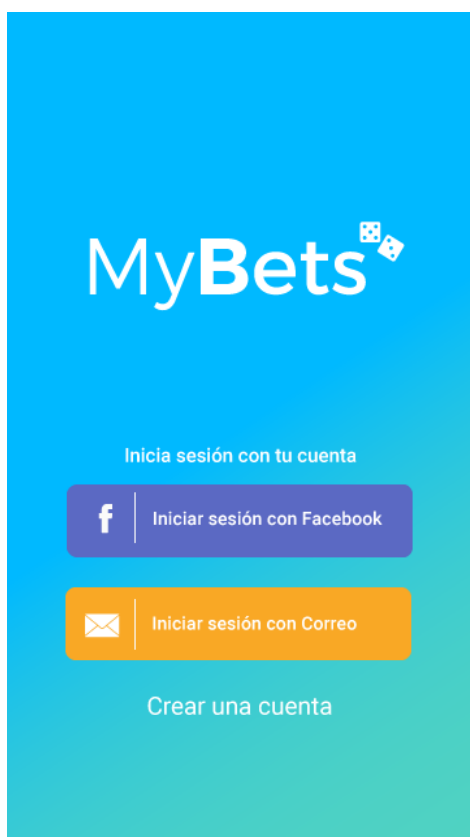 MyBets
Inicia sesión con tu cuenta
f Iniciar sesión con Facebook
Iniciar sesión con Correo
Crear una cuenta